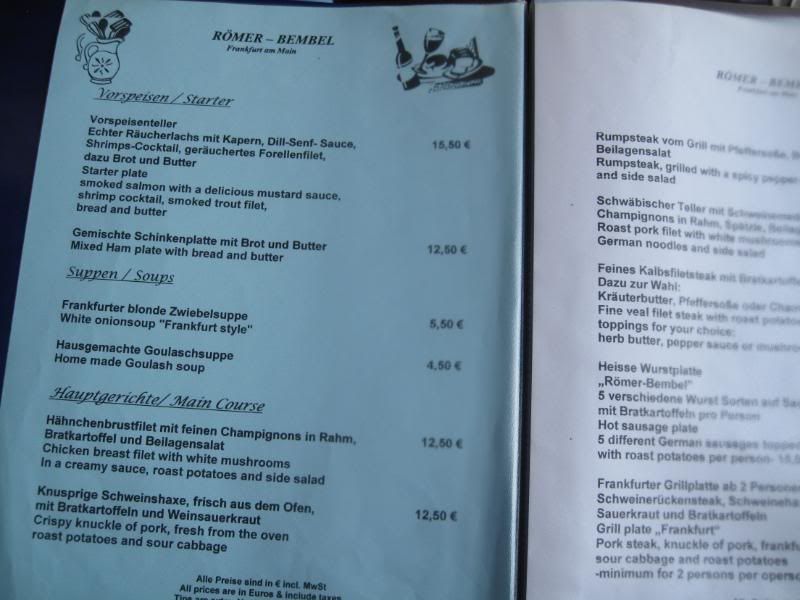 RÖMER – BEMBEL
Frankfurt am Main
Vorspeisen / Starter
Vorspeisenteller
Echter Räucherlachs mit Kapern, Dill-Senf- Sauce, 15,50 €
Shrimps-Cocktail, geräuchertes Forellenfilet,
dazu Brot und Butter
Starter plate
smoked salmon with a delicious mustard sauce,
shrimp cocktail, smoked trout filet,
bread and butter
Gemischte Schinkenplatte mit Brot und Butter 12,50 €
Mixed Ham plate with bread and butter
Suppen / Soups
Frankfurter blonde Zwiebelsuppe
White onionsoup "Frankfurt style" 5,50 €
Hausgemachte Goulaschsuppe
Home made Goulash soup 4,50 €
Hauptgerichte/ Main Course
Hähnchenbrustfilet mit feinen Champignons in Rahm,
Bratkartoffel und Beilagensalat 12,50 €
Chicken breast filet with white mushrooms
In a creamy sauce, roast potatoes and side salad
Knusprige Schweinshaxe, frisch aus dem Ofen,
mit Bratkartoffeln und Weinsauerkraut 12,50 €
Crispy knuckle of pork, fresh from the oven
roast potatoes and sour cabbage
Alle Preise sind in € incl. MwSt
All prices are in Euros & include taxes
RÖMER – BEMB
Frankfurt am Main
Rumpsteak vom Grill mit Pfeffersoße,
Beilagensalat
Rumpsteak, grilled with a spicy pepper
and side salad
Schwäbischer Teller mit
Champignons in Rahm, Spätzle,
Roast pork filet with white mushrooms
German noodles and side salad
Feines Kalbsfiletsteak mit
Dazu zur Wahl:
Kräuterbutter, Pfeffersoße oder
Fine veal filet steak with roast
toppings for your choice:
herb butter, pepper sauce or
Heisse Wurstplatte
„Römer-Bembel"
5 verschiedene Wurst Sorten auf
mit Bratkartoffeln pro Person
Hot sausage plate
5 different German sausages topped
with roast potatoes per person-
Frankfurter Grillplatte ab 2 Personen
Schweinerückensteak,
Sauerkraut und Bratkartoffeln
Grill plate „Frankfurt"
Pork steak, knuckle of pork,
sour cabbage and roast potatoes
-minimum for 2 persons per